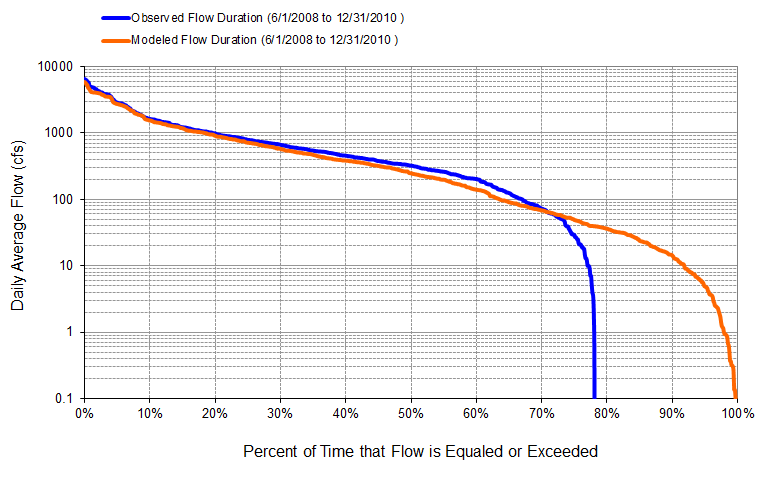 Observed Flow Duration (6/1/2008 to 12/31/2010 )
Modeled Flow Duration (6/1/2008 to 12/31/2010 )
Daily Average Flow (cfs)
10000
1000
100
10
1
0.1
0% 10% 20% 30% 40% 50% 60% 70% 80% 90% 100%
Percent of Time that Flow is Equaled or Exceeded